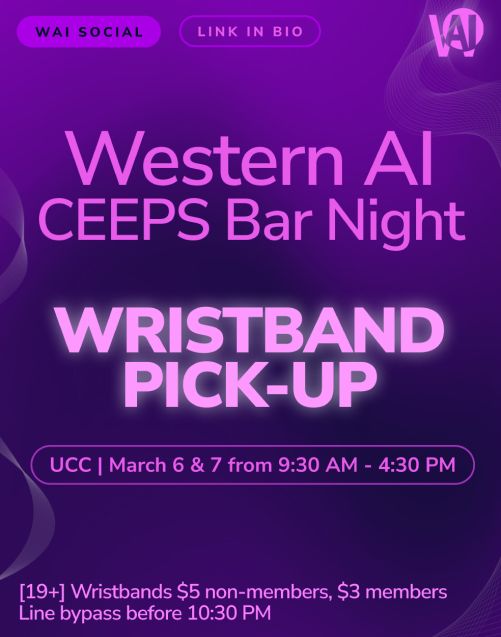 WAI SOCIAL
LINK IN BIO
WAI
Western AI
CEEPS Bar Night
WRISTBAND
PICK-UP
UCC | March 6 & 7 from 9:30 AM - 4:30 PM
[19+] Wristbands $5 non-members, $3 members
Line bypass before 10:30 PM